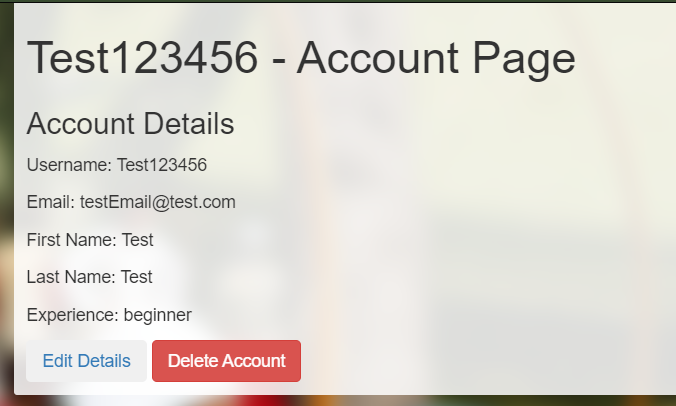 Test123456 - Account Page
Account Details
Username: Test123456
Email: testEmail@test.com
First Name: Test
Last Name: Test
Experience: beginner
Edit Details Delete Account